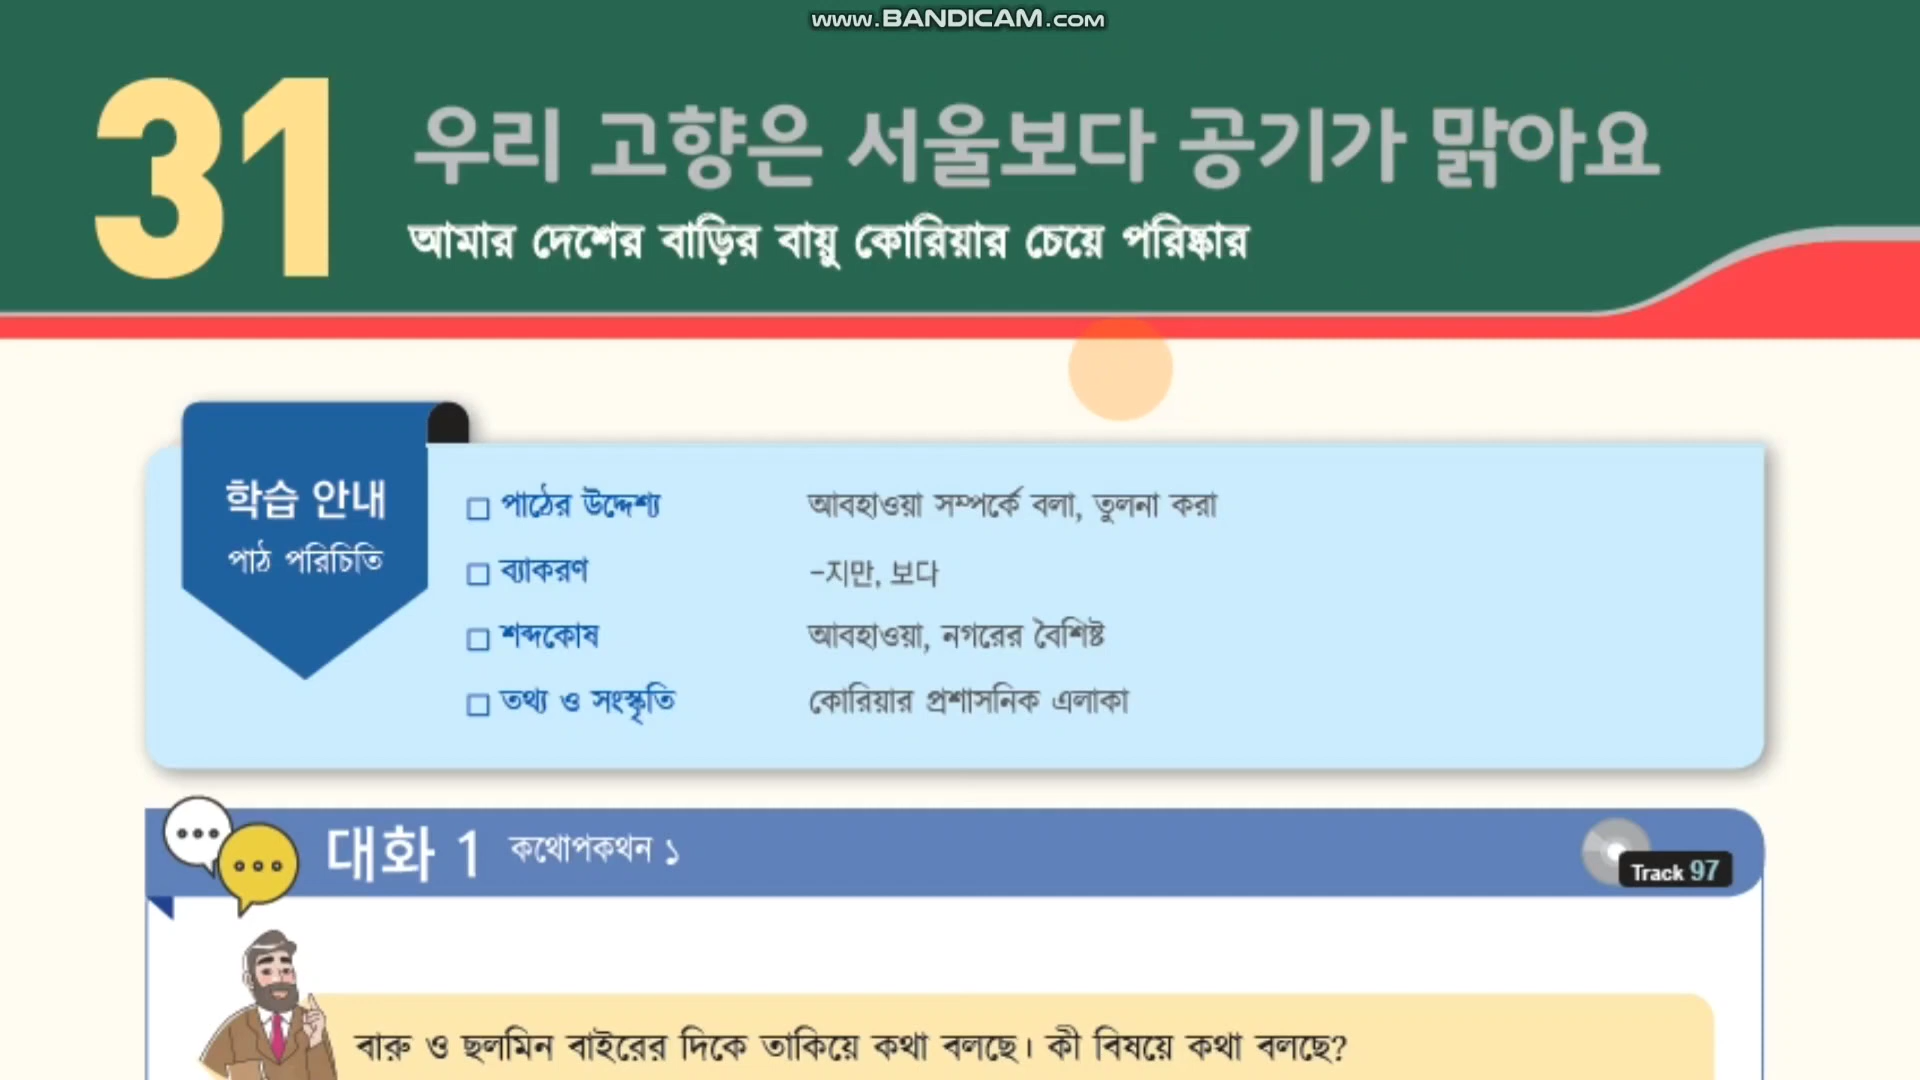 www.BANDICAM.com
31
우리 고향은 서울보다 공기가 맑아요
আমার দেশের বাড়ির বায়ু কোরিয়ার চেয়ে পরিষ্কার
학습 안내
পাঠ পরিচিতি
□ পাঠের উদ্দেশ্য আবহাওয়া সম্পর্কে বলা, তুলনা করা
□ ব্যাকরণ -지만, 보다
□ শব্দকোষ আবহাওয়া, নগরের বৈশিষ্ট
□ তথ্য ও সংস্কৃতি কোরিয়ার প্রশাসনিক এলাকা
대화 1 কথোপকথন ১
Track 97
বারু ও ছলমিন বাইরের দিকে তাকিয়ে কথা বলছে। কী বিষয়ে কথা বলছে?